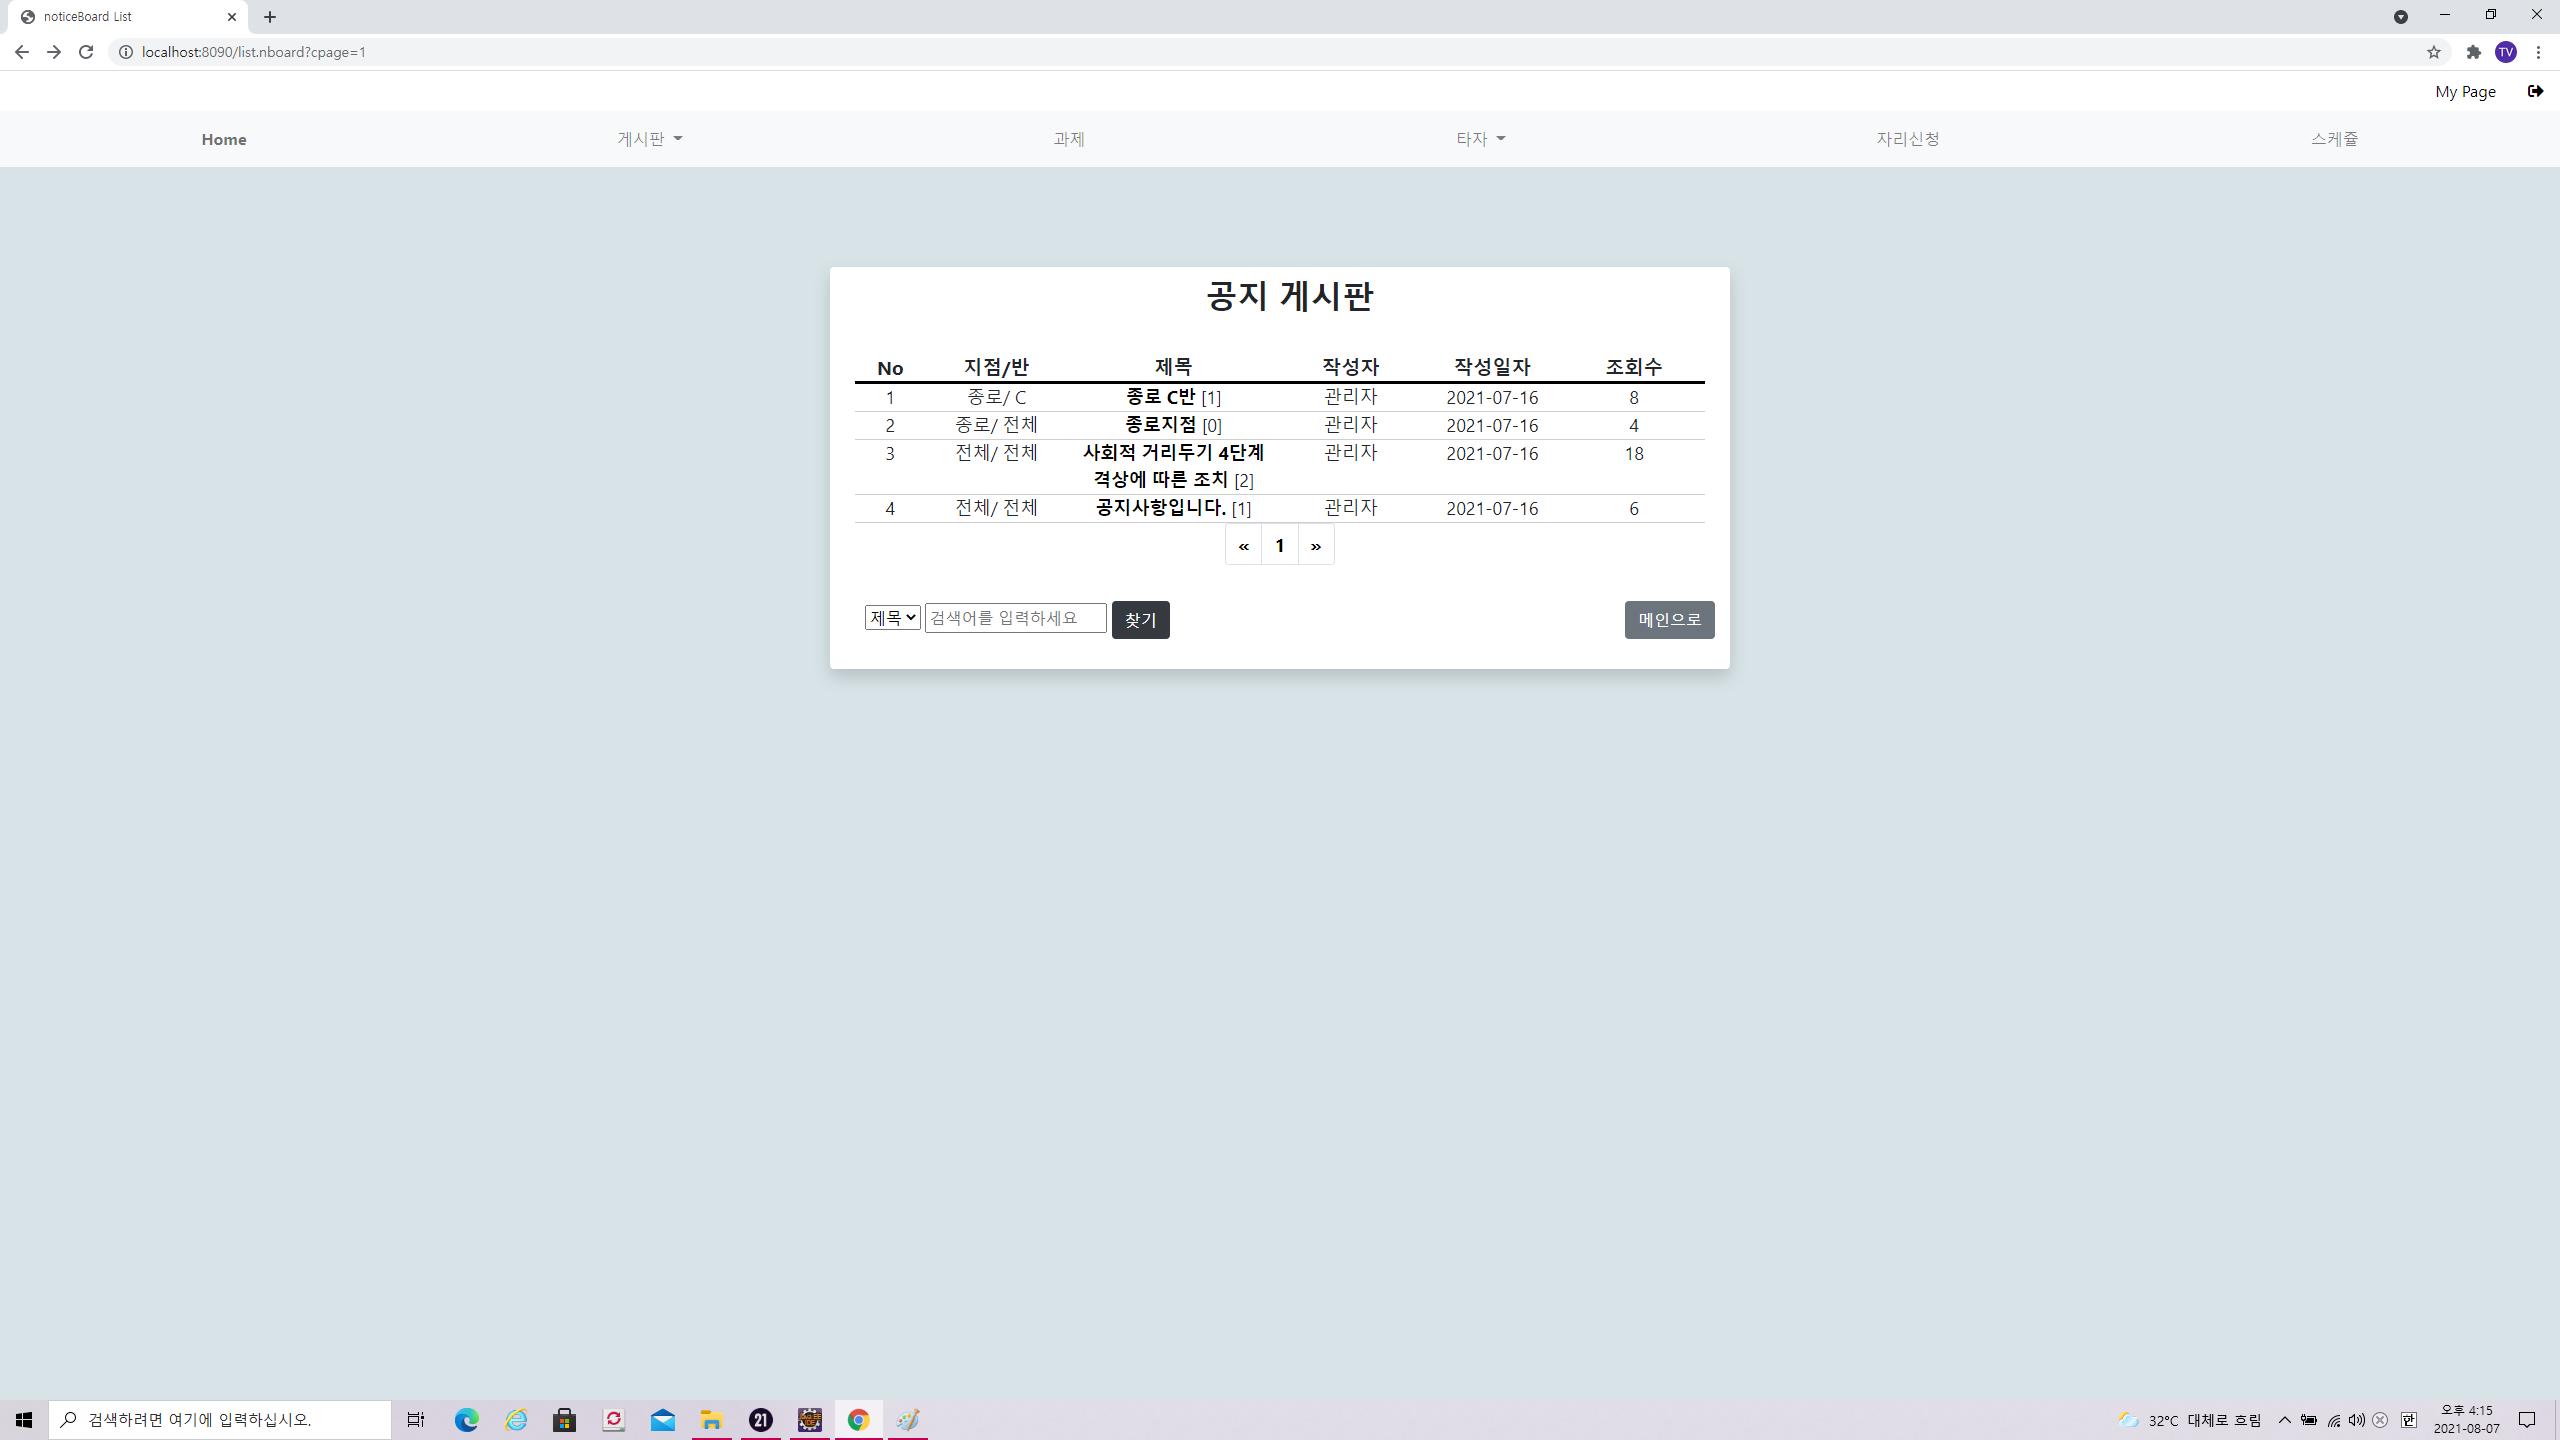 noticeBoard List
localhost:8090/list.nboard?cpage=1
TV
My Page
Home 게시판 과제 타자 자리신청 스케쥴
공지 게시판
No 지점/반 제목 작성자 작성일자 조회수
1 종로/ C 종로 C반 [1] 관리자 2021-07-16 8
2 종로/ 전체 종로지점 [0] 관리자 2021-07-16 4
3 전체/ 전체 사회적 거리두기 4단계 관리자 2021-07-16 18
격상에 따른 조치 [2]
4 전체/ 전체 공지사항입니다. [1] 관리자 2021-07-16 6
« 1 »
제목 검색어를 입력하세요 찾기 메인으로
검색하려면 여기에 입력하십시오.
21
32°C 대체로 흐림
한
오후 4:15
2021-08-07